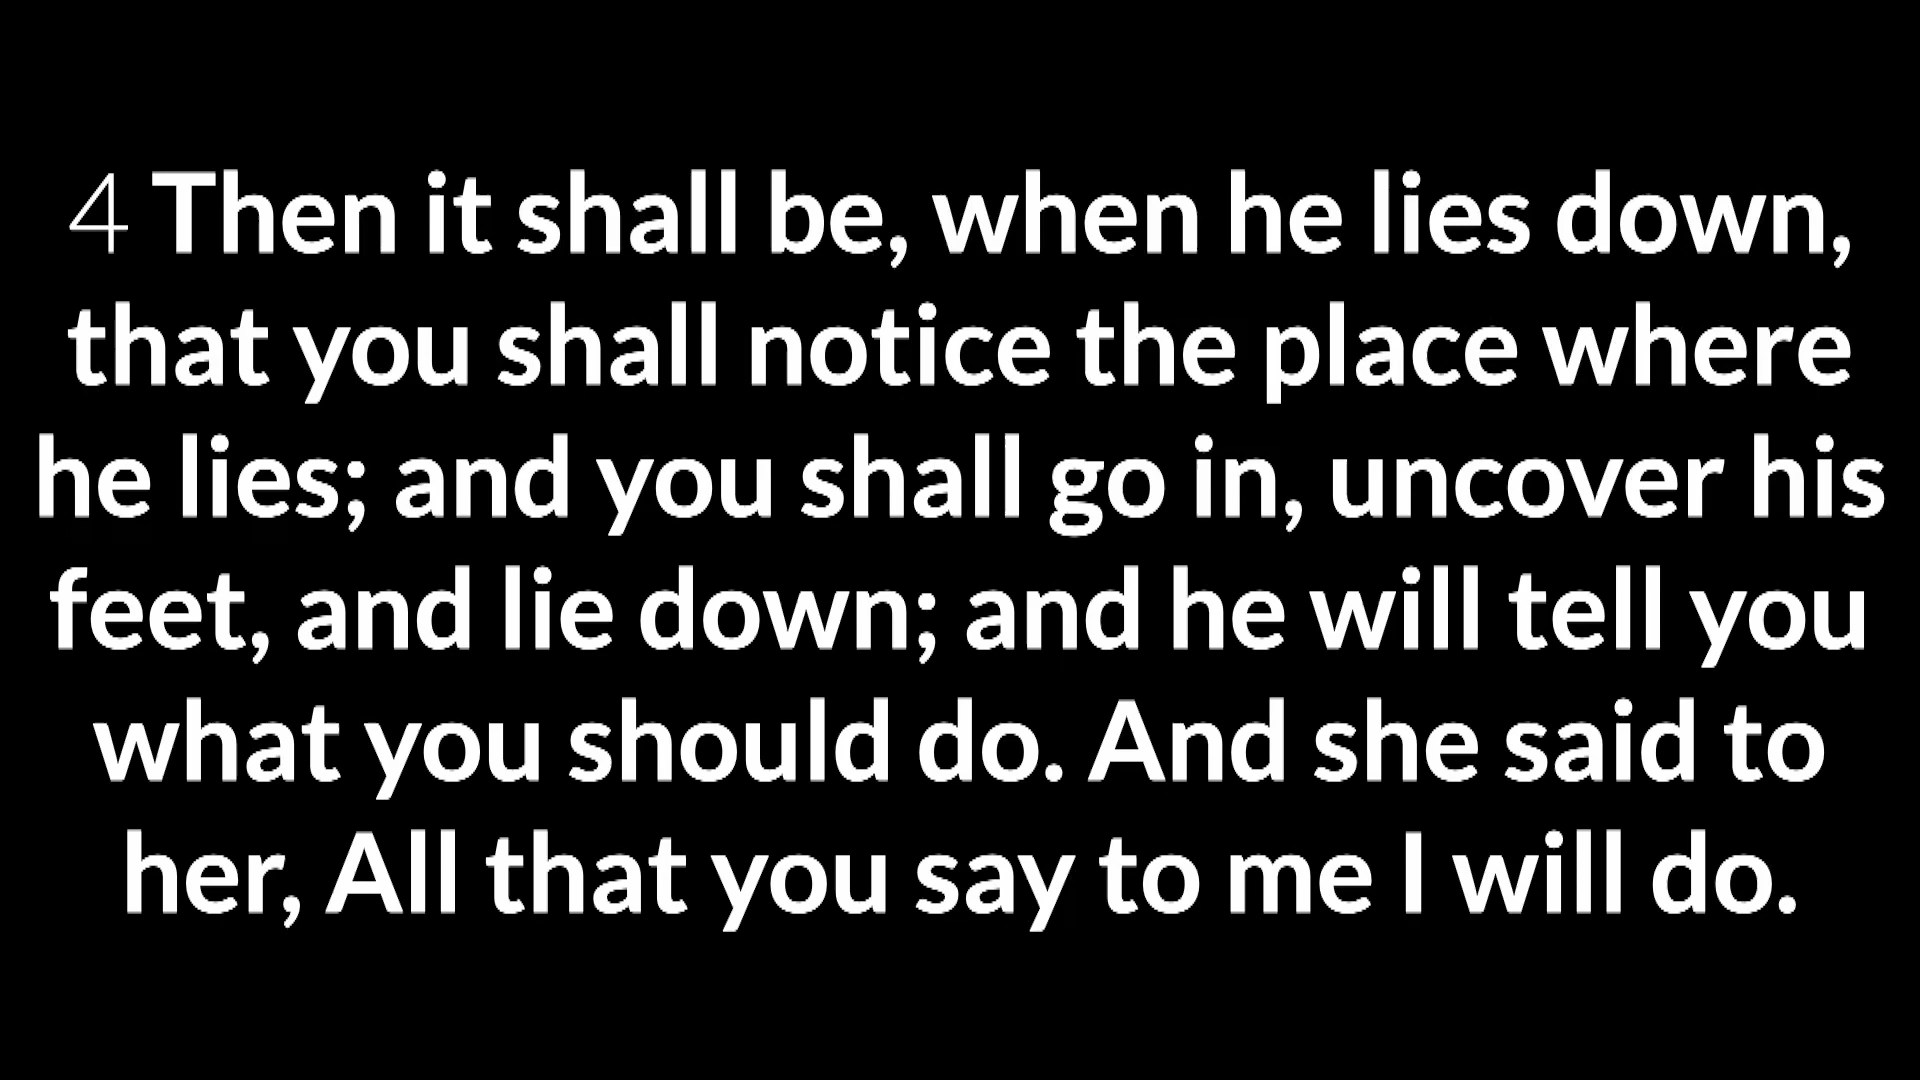 4 Then it shall be, when he lies down,
that you shall notice the place where
he lies; and you shall go in, uncover his
feet, and lie down; and he will tell you
what you should do. And she said to
her, All that you say to me I will do.